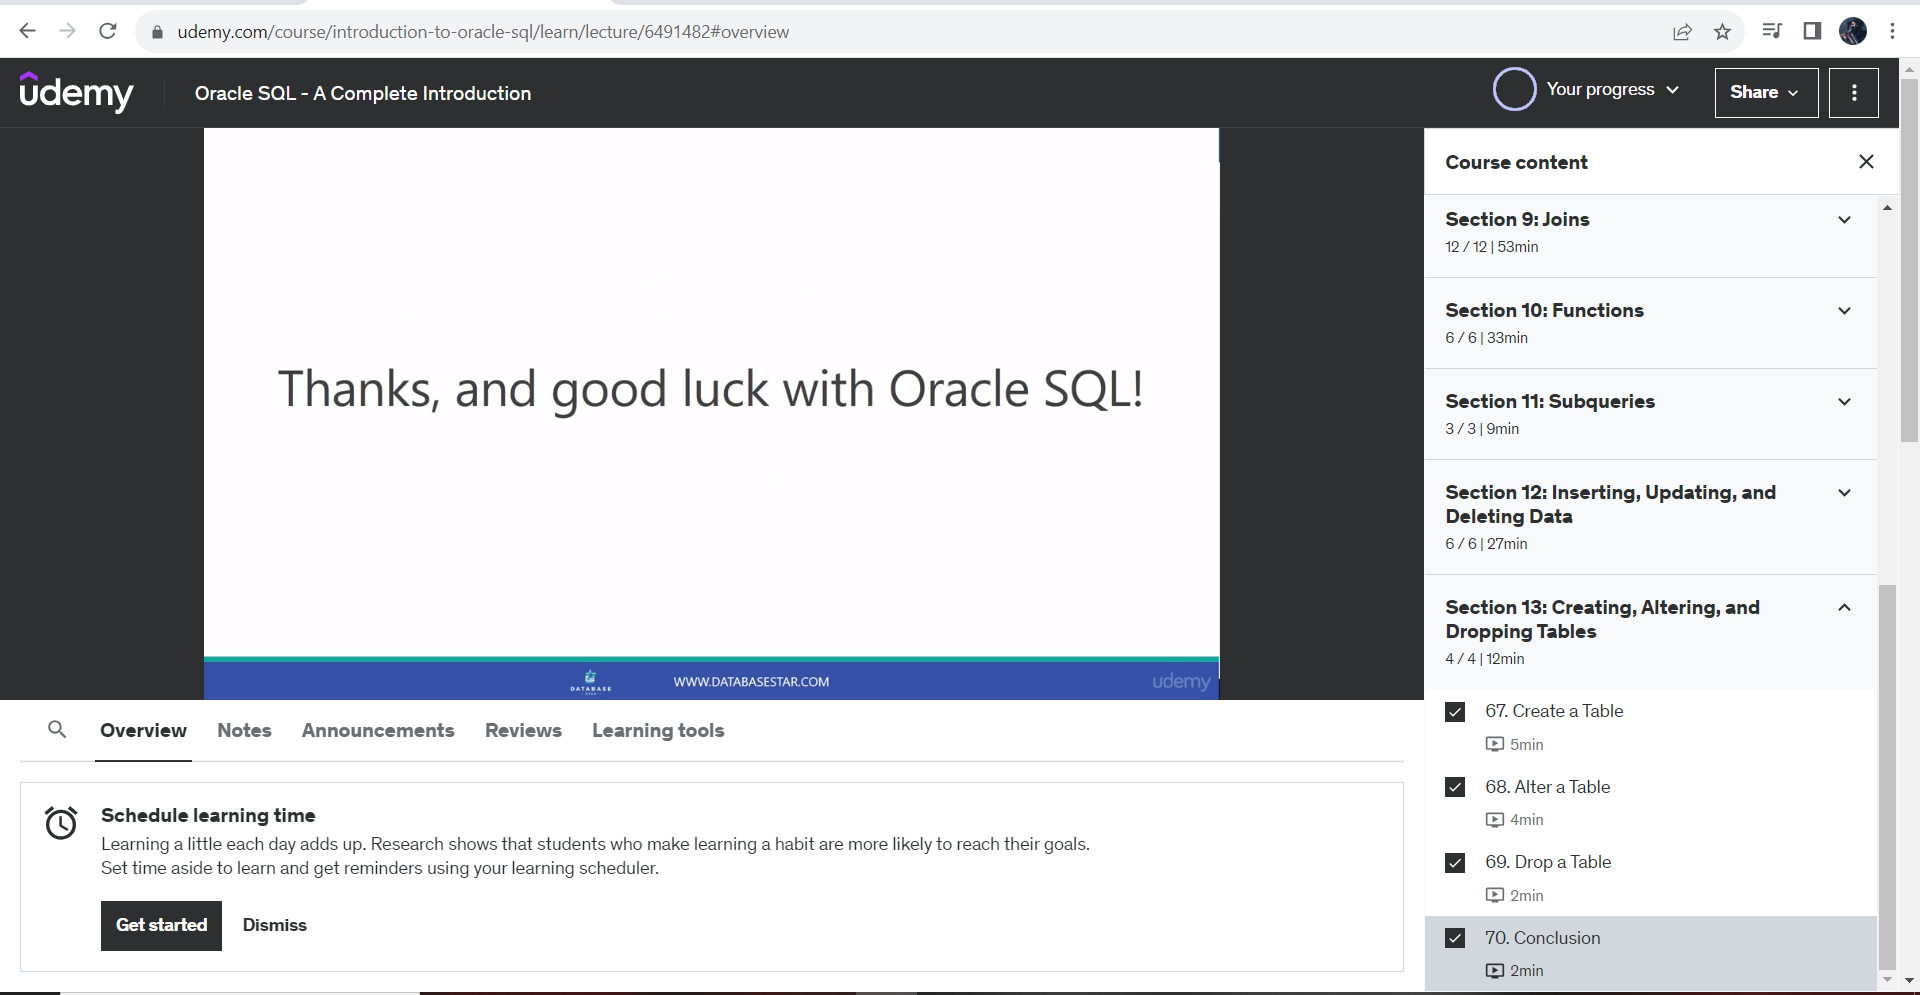 udemy.com/course/introduction-to-oracle-sql/learn/lecture/6491482#overview
udemy
Oracle SQL - A Complete Introduction
Your progress
Share
Thanks, and good luck with Oracle SQL!
DATABASE
WWW.DATABASESTAR.COM
udemy
Course content
Section 9: Joins
12 / 12 | 53min
Section 10: Functions
6 / 6 | 33min
Section 11: Subqueries
3 / 3 | 9min
Section 12: Inserting, Updating, and
Deleting Data
6 / 6 | 27min
Section 13: Creating, Altering, and
Dropping Tables
4 / 4 | 12min
67. Create a Table
5min
68. Alter a Table
4min
69. Drop a Table
2min
70. Conclusion
2min
Overview Notes Announcements Reviews Learning tools
Schedule learning time
Learning a little each day adds up. Research shows that students who make learning a habit are more likely to reach their goals.
Set time aside to learn and get reminders using your learning scheduler.
Get started Dismiss